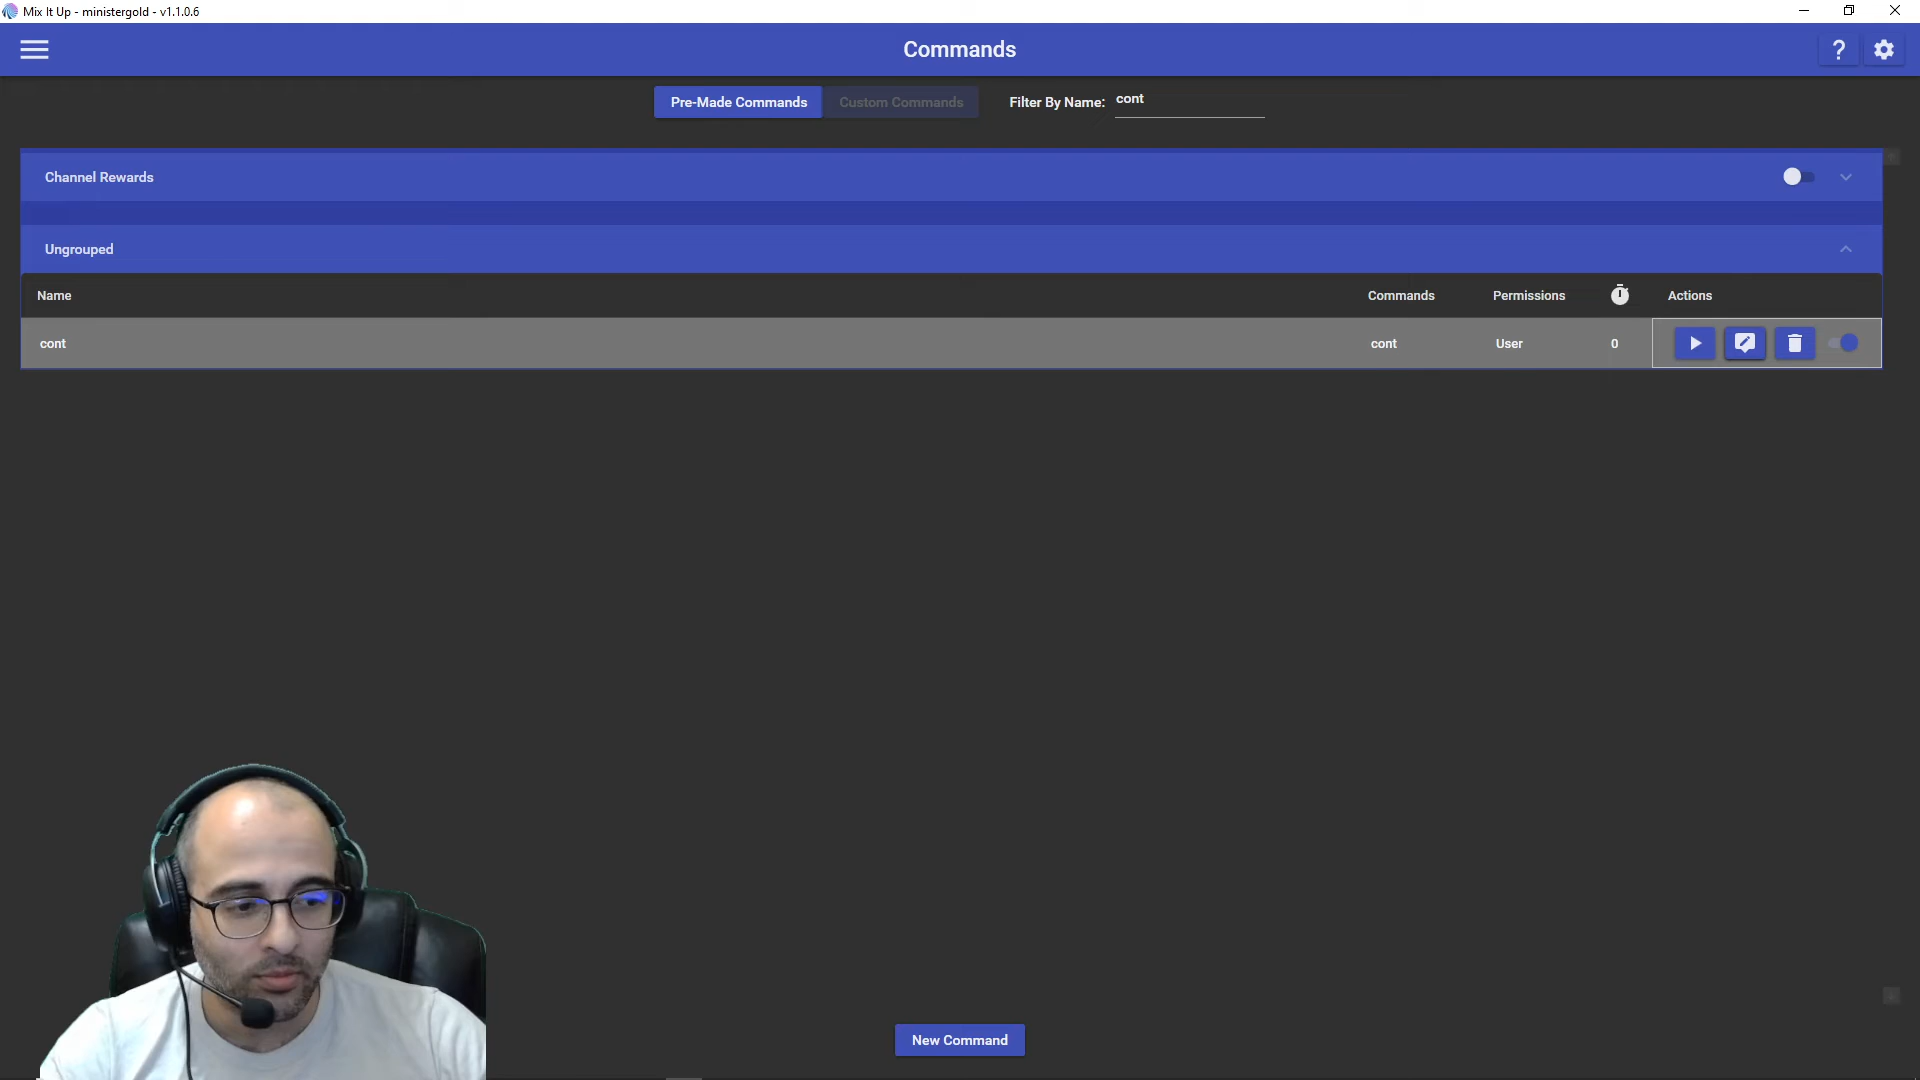 Mix It Up - ministergold - v1.1.0.6
Commands
Pre-Made Commands
Custom Commands
Filter By Name: cont
Channel Rewards
Ungrouped
Name Commands Permissions Actions
cont cont User 0
New Command